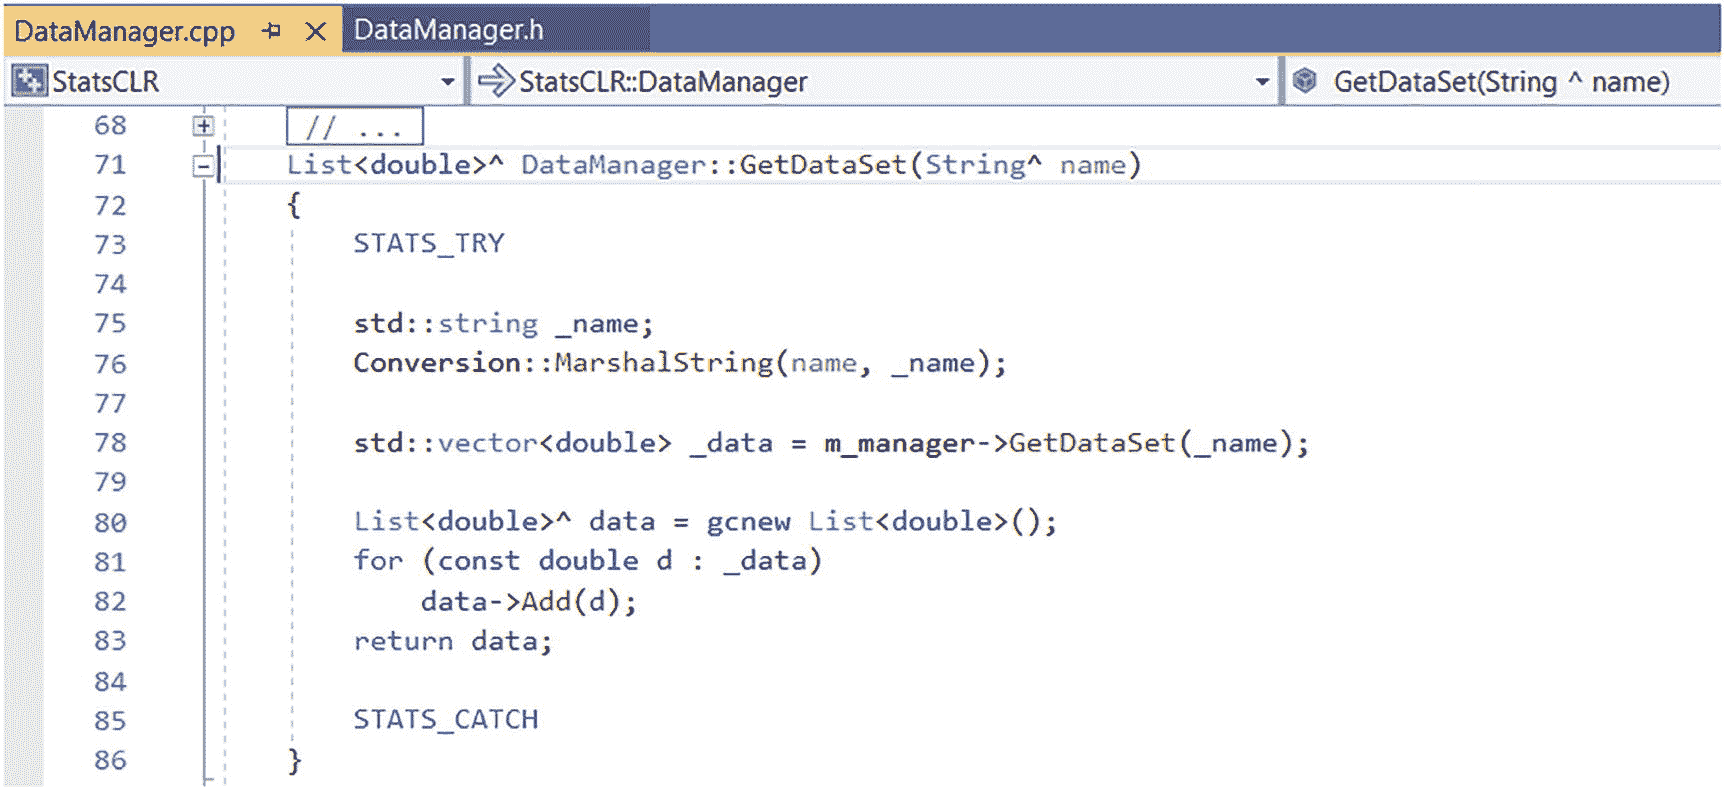 DataManager.cpp DataManager.h
StatsCLR StatsCLR::DataManager GetDataSet(String ^ name)
68 // ...
71 List<double>^ DataManager::GetDataSet(String^ name)
72 {
73 STATS_TRY
74
75 std::string _name;
76 Conversion::MarshalString(name, _name);
77
78 std::vector<double> _data = m_manager->GetDataSet(_name);
79
80 List<double>^ data = gcnew List<double>();
81 for (const double d : _data)
82 data->Add(d);
83 return data;
84
85 STATS_CATCH
86 }